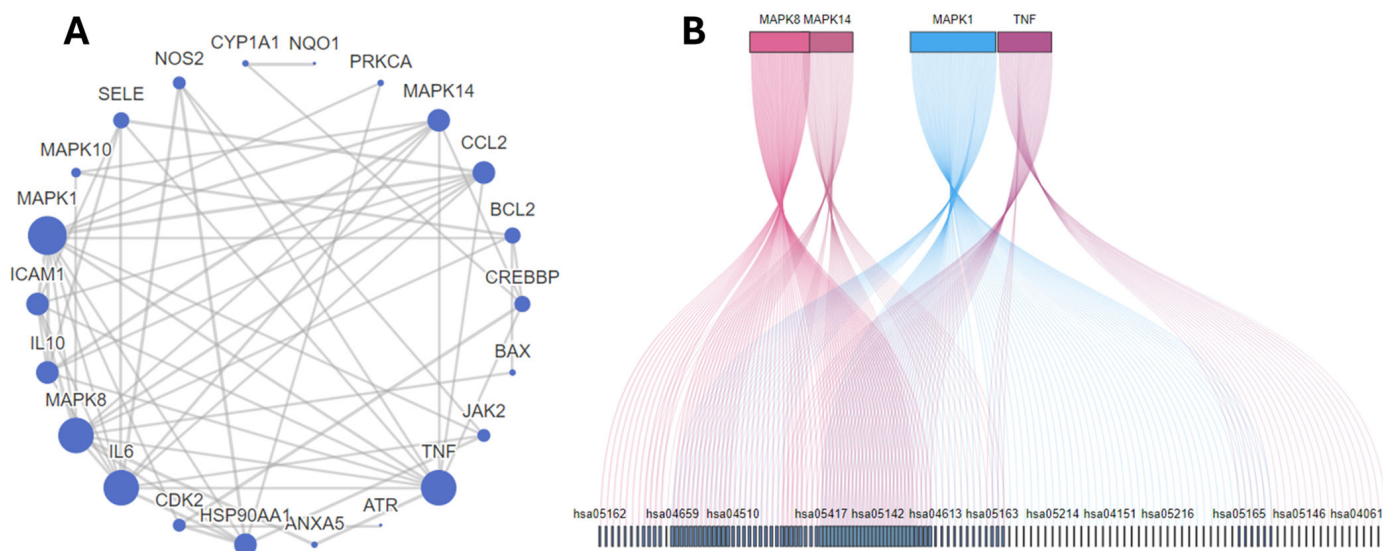 A
CYP1A1
NQO1
NOS2
PRKCA
SELE
MAPK14
MAPK10
CCL2
MAPK1
BCL2
ICAM1
CREBBP
IL10
BAX
MAPK8
JAK2
IL6
TNF
CDK2
HSP90AA1
ANXA5
ATR
B
MAPK8 MAPK14 MAPK1 TNF
hsa05162 hsa04659 hsa04510 hsa05417 hsa05142 hsa04613 hsa05163 hsa05214 hsa04151 hsa05216 hsa05165 hsa05146 hsa04061